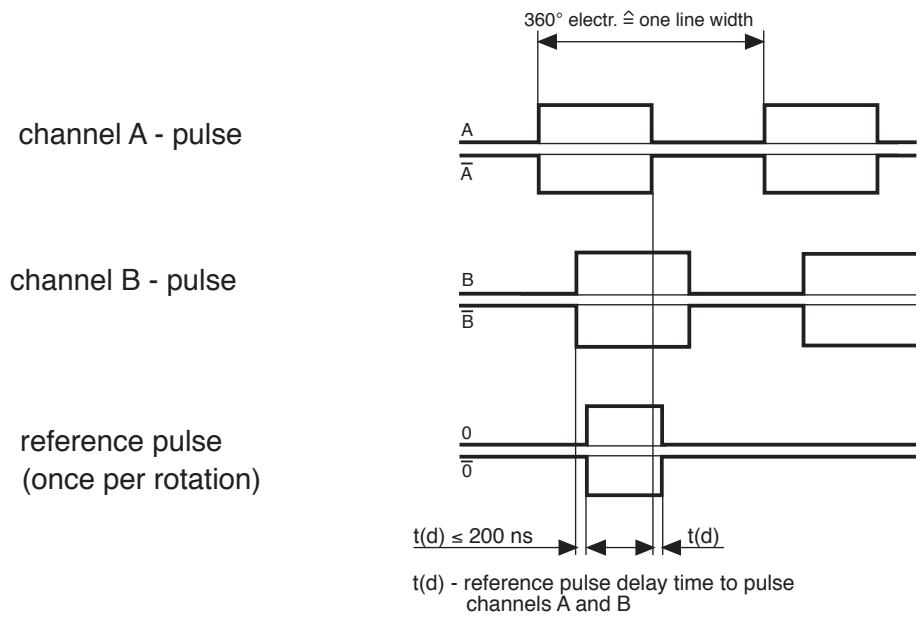 360° electr. ≙ one line width
channel A - pulse
A
A̅
channel B - pulse
B
B̅
reference pulse
(once per rotation)
0
0̅
t(d) ≤ 200 ns
t(d)
t(d) - reference pulse delay time to pulse
channels A and B